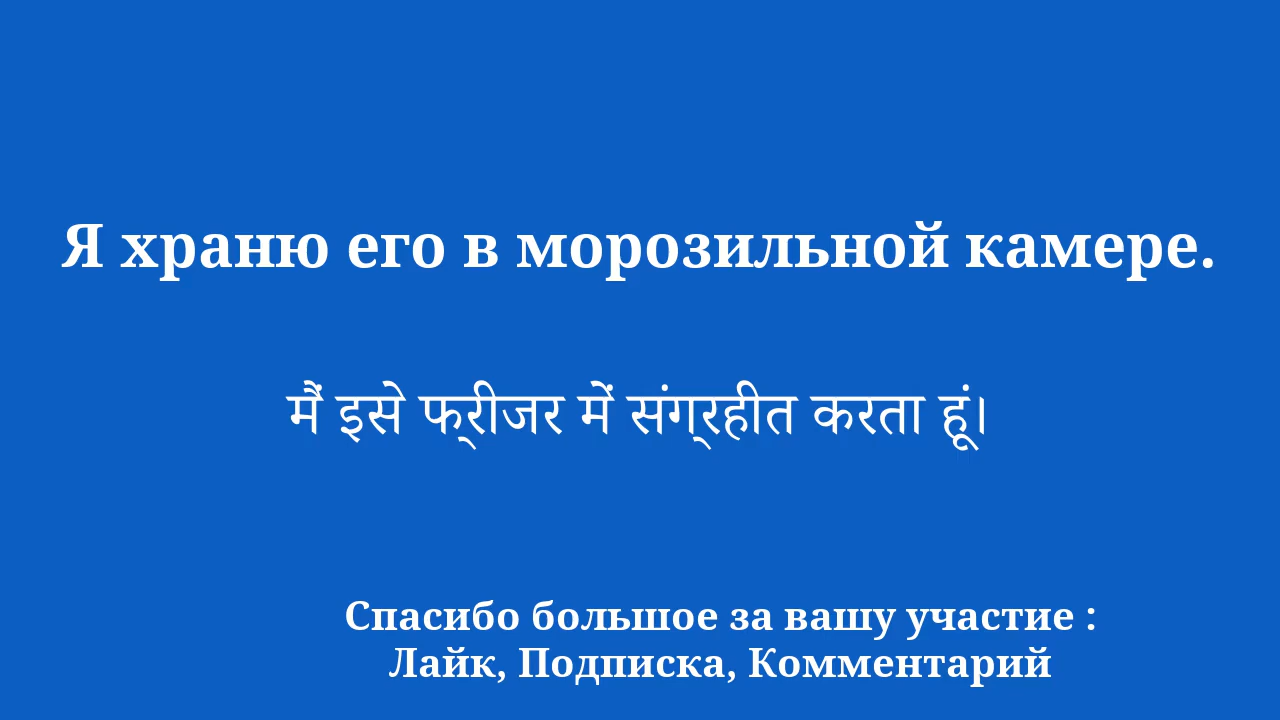 Я храню его в морозильной камере.
मैं इसे फ्रीजर में संग्रहीत करता हूं।
Спасибо большое за вашу участие :
Лайк, Подписка, Комментарий